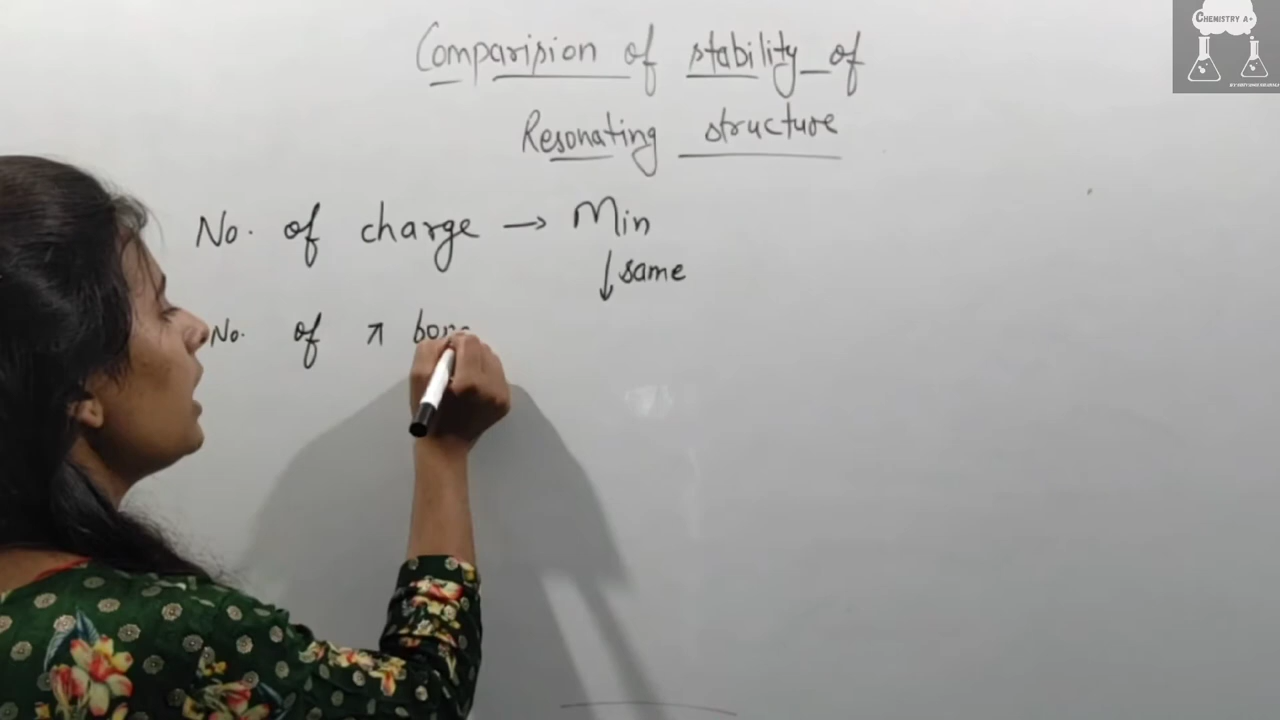 CHEMISTRY A+
Comparision of stability of
Resonating structure
No. of charge → Min
↓ same
No. of π